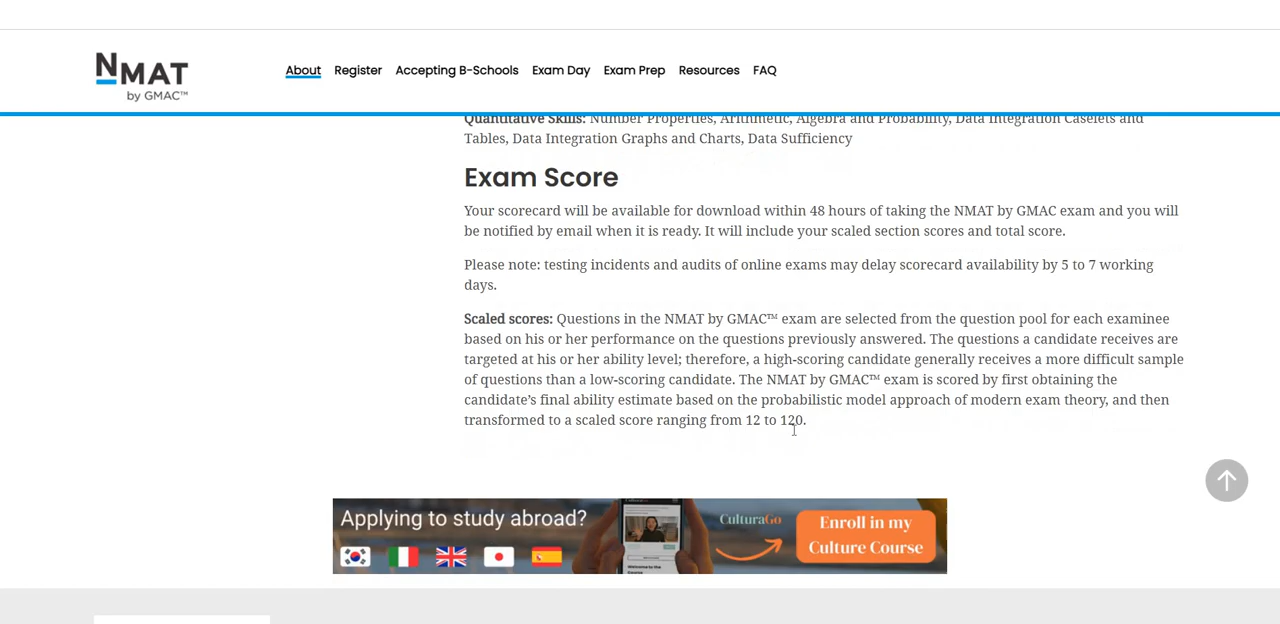 NMAT
by GMAC™
About Register Accepting B-Schools Exam Day Exam Prep Resources FAQ
Quantitative Skills: Number Properties, Arithmetic, Algebra and Probability, Data Integration Caselets and
Tables, Data Integration Graphs and Charts, Data Sufficiency
Exam Score
Your scorecard will be available for download within 48 hours of taking the NMAT by GMAC exam and you will
be notified by email when it is ready. It will include your scaled section scores and total score.
Please note: testing incidents and audits of online exams may delay scorecard availability by 5 to 7 working
days.
Scaled scores: Questions in the NMAT by GMAC™ exam are selected from the question pool for each examinee
based on his or her performance on the questions previously answered. The questions a candidate receives are
targeted at his or her ability level; therefore, a high-scoring candidate generally receives a more difficult sample
of questions than a low-scoring candidate. The NMAT by GMAC™ exam is scored by first obtaining the
candidate’s final ability estimate based on the probabilistic model approach of modern exam theory, and then
transformed to a scaled score ranging from 12 to 120.
Applying to study abroad?
CulturaGo
Enroll in my
Culture Course